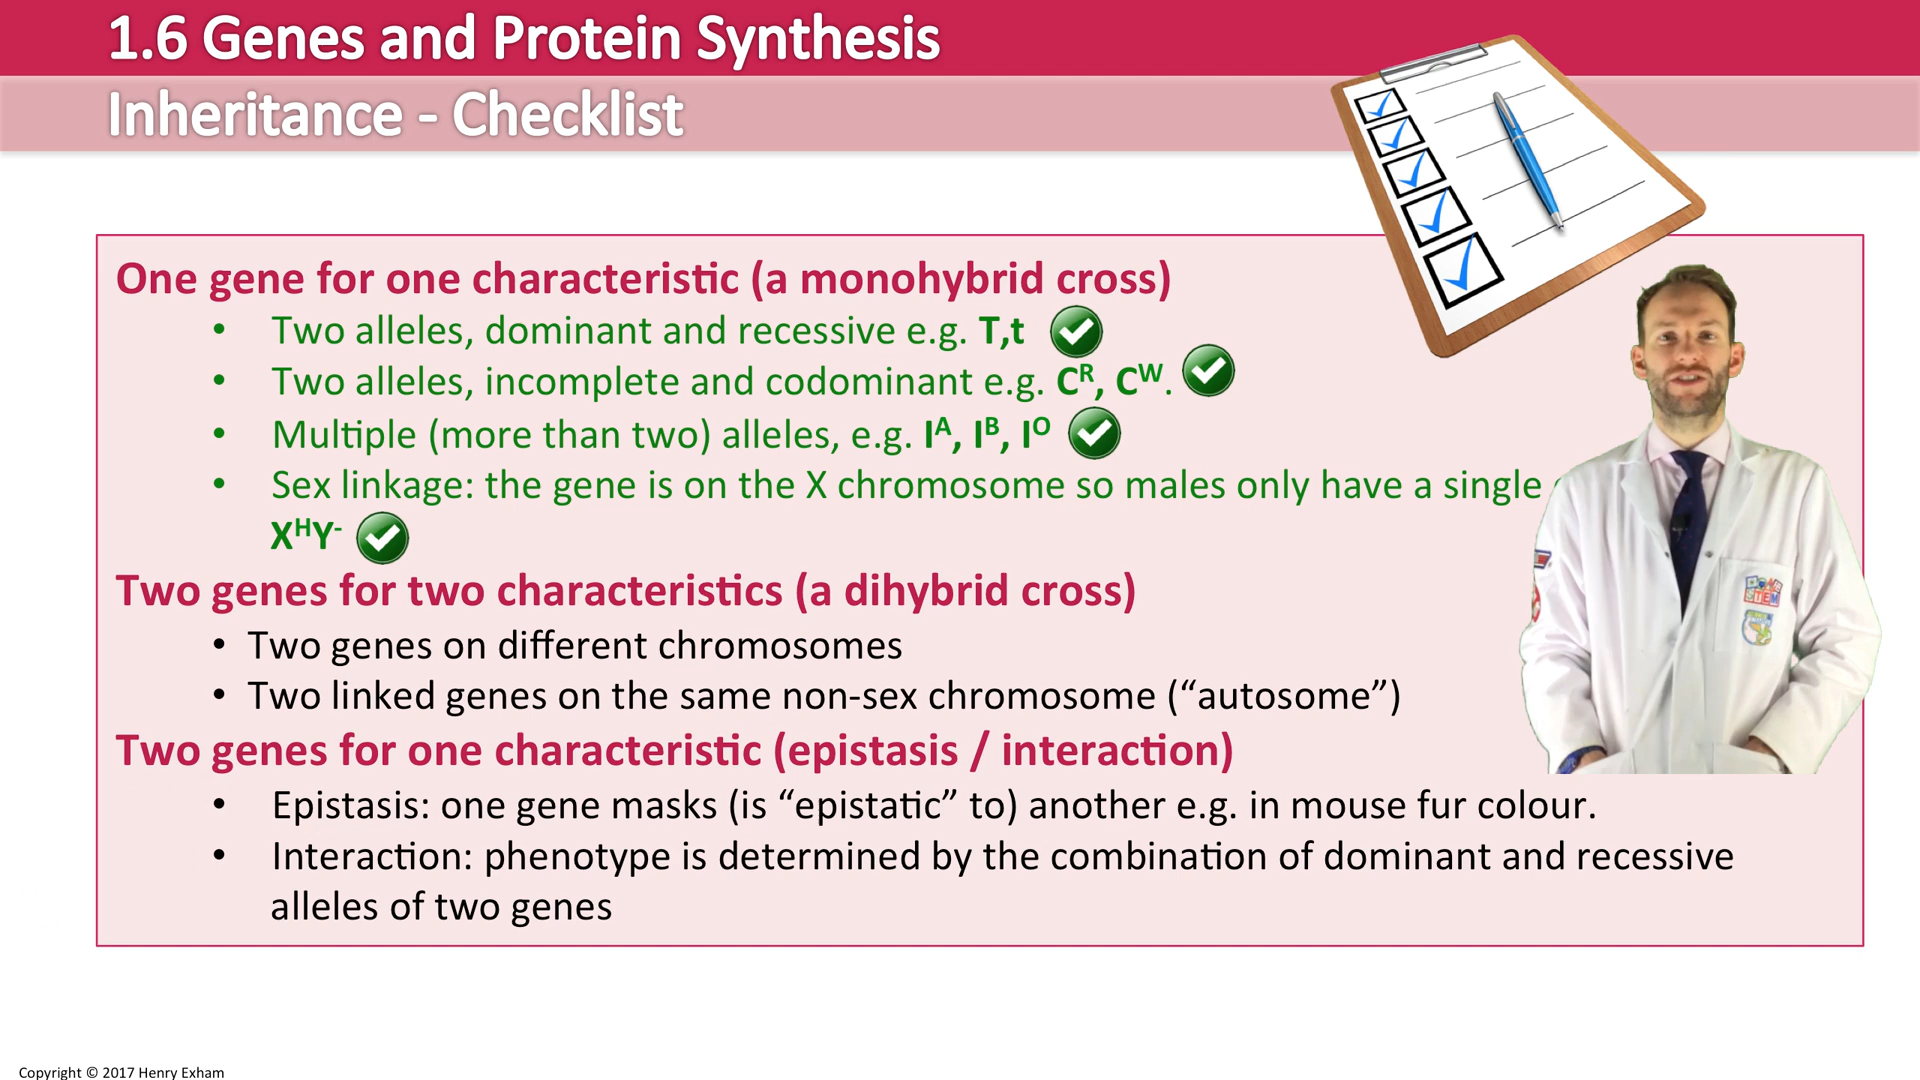 1.6 Genes and Protein Synthesis
Inheritance - Checklist
One gene for one characteristic (a monohybrid cross)
• Two alleles, dominant and recessive e.g. T,t
• Two alleles, incomplete and codominant e.g. Cᴿ, Cᵂ.
• Multiple (more than two) alleles, e.g. Iᴬ, Iᴮ, Iᴼ
• Sex linkage: the gene is on the X chromosome so males only have a single
XᴴY⁻
Two genes for two characteristics (a dihybrid cross)
• Two genes on different chromosomes
• Two linked genes on the same non-sex chromosome (“autosome”)
Two genes for one characteristic (epistasis / interaction)
• Epistasis: one gene masks (is “epistatic” to) another e.g. in mouse fur colour.
• Interaction: phenotype is determined by the combination of dominant and recessive
alleles of two genes
STEM
Copyright © 2017 Henry Exham